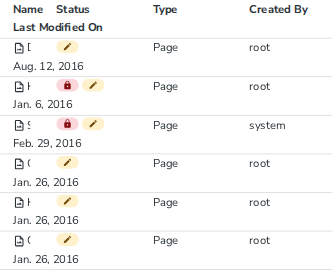 Name Status Type Created By
Last Modified On
D Page root
Aug. 12, 2016
H Page root
Jan. 6, 2016
S Page system
Feb. 29, 2016
Page root
Jan. 26, 2016
H Page root
Jan. 26, 2016
Page root
Jan. 26, 2016